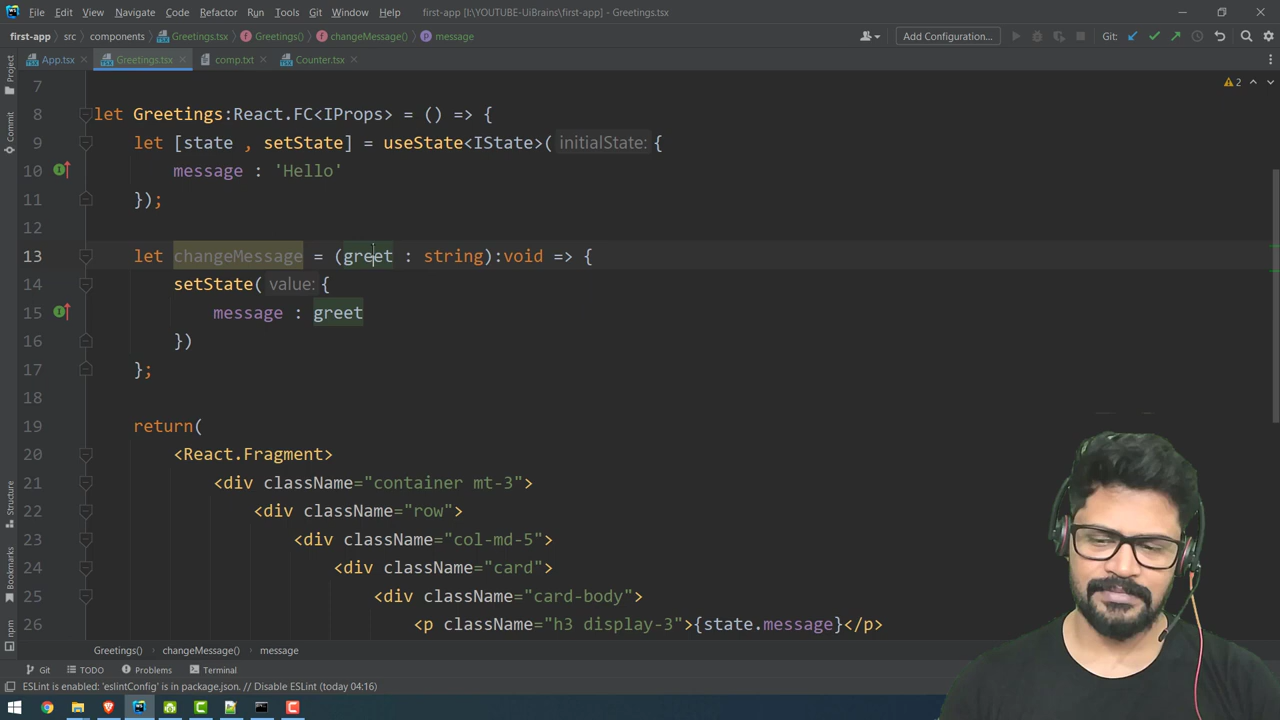 File Edit View Navigate Code Refactor Run Tools Git Window Help first-app [I:\YOUTUBE-UiBrains\first-app] - Greetings.tsx
first-app src components Greetings.tsx Greetings() changeMessage() message Add Configuration... Git:
App.tsx Greetings.tsx comp.txt Counter.tsx
Project
Commit
Structure
Bookmarks
npm
2
7
8 let Greetings:React.FC<IProps> = () => {
9 let [state , setState] = useState<IState>( initialState: {
10 message : 'Hello'
11 });
12
13 let changeMessage = (greet : string):void => {
14 setState( value: {
15 message : greet
16 })
17 };
18
19 return(
20 <React.Fragment>
21 <div className="container mt-3">
22 <div className="row">
23 <div className="col-md-5">
24 <div className="card">
25 <div className="card-body">
26 <p className="h3 display-3">{state.message}</p>
Greetings() changeMessage() message
Git TODO Problems Terminal
ESLint is enabled: 'eslintConfig' is in package.json. // Disable ESLint (today 04:16)